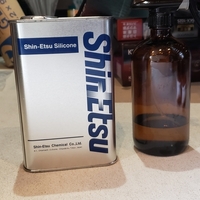 Shin-Etsu Silicone
Shin-Etsu
Shin-Etsu Chemical Co.,Ltd.